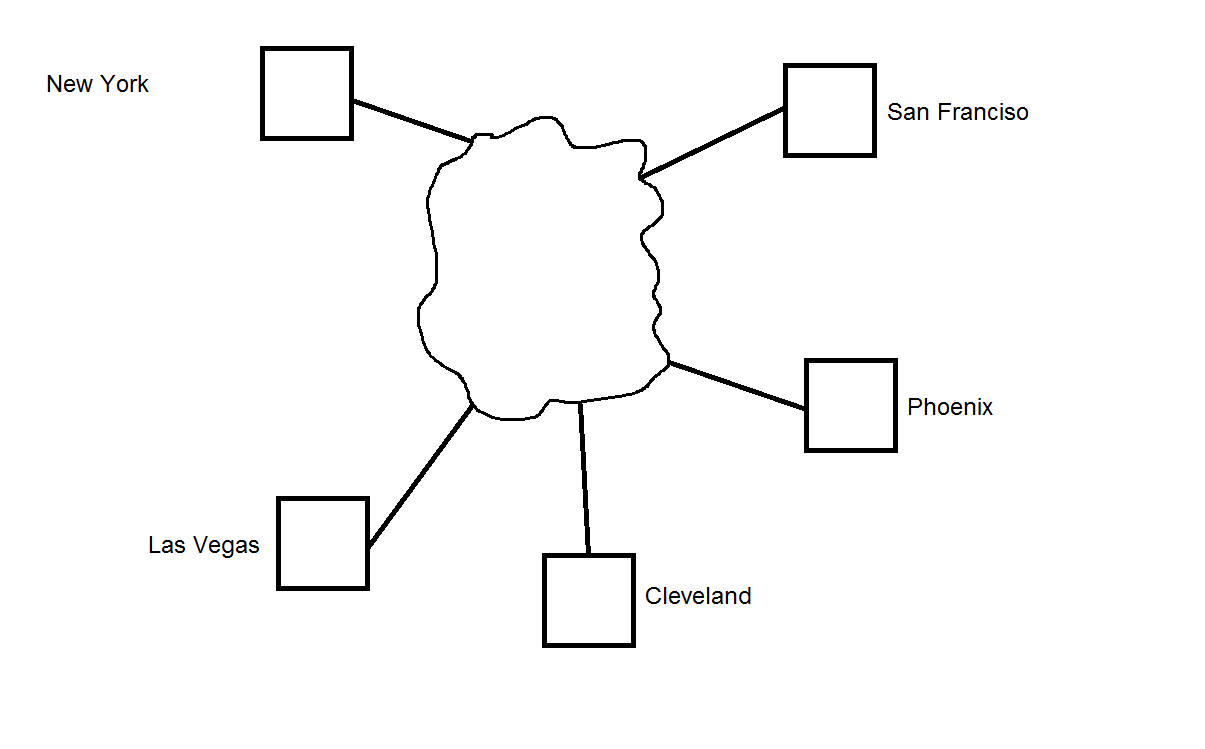 New York
San Franciso
Phoenix
Las Vegas
Cleveland